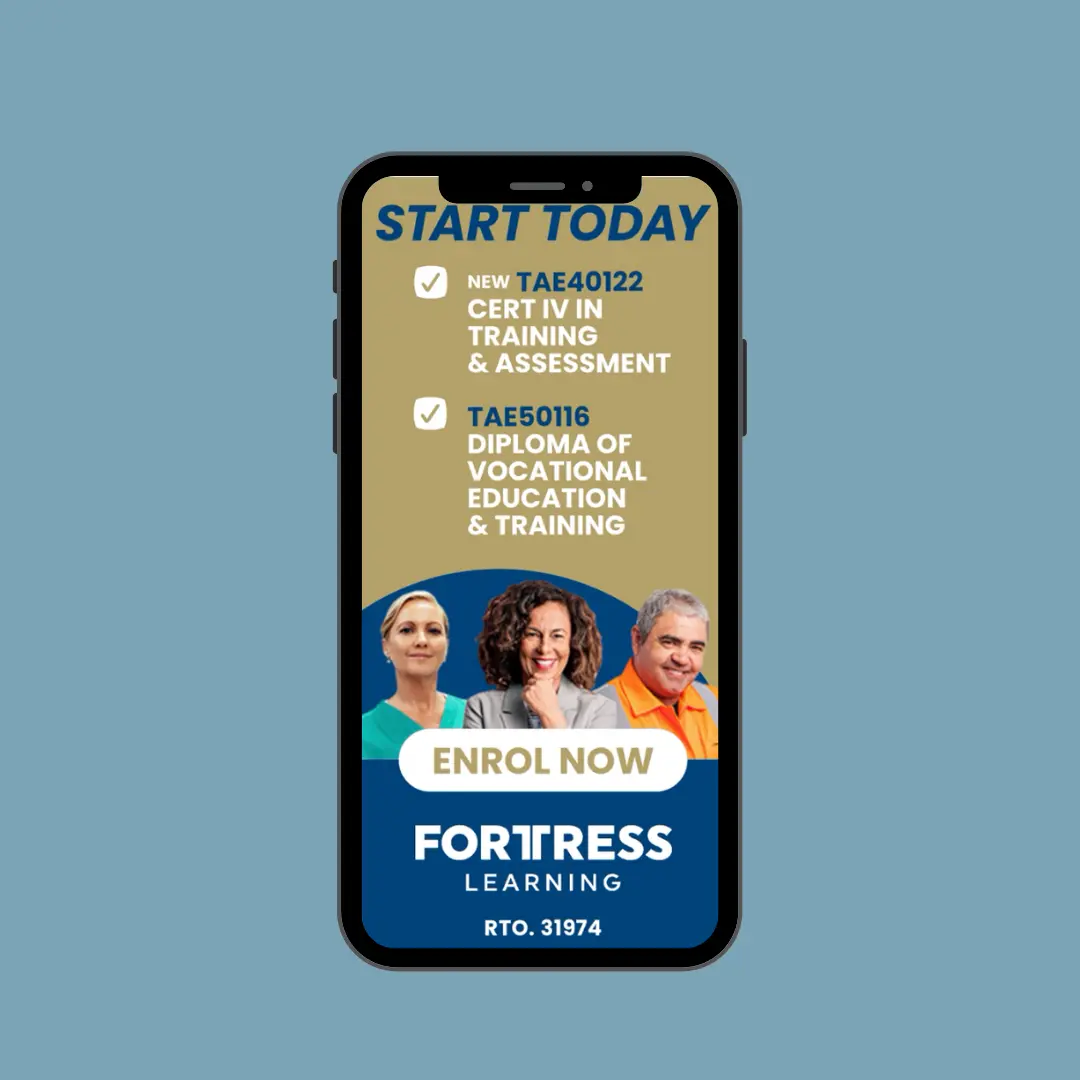 START TODAY
NEW TAE40122
CERT IV IN
TRAINING
& ASSESSMENT
TAE50116
DIPLOMA OF
VOCATIONAL
EDUCATION
& TRAINING
ENROL NOW
FORTRESS
LEARNING
RTO. 31974